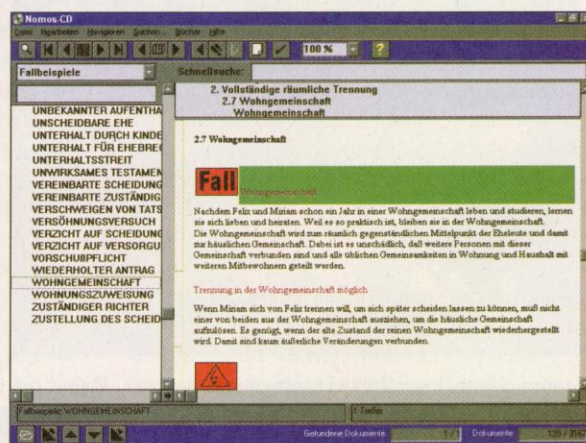 Nomos-CD
Datei Bearbeiten Navigieren Suchen... Bücher Hilfe
100 %
?
Fallbeispiele
Schnellsuche:
UNBEKANNTER AUFENTHA
UNSCHEIDBARE EHE
UNTERHALT DURCH KINDE
UNTERHALT FÜR EHEBREC
UNTERHALTSSTREIT
UNWIRKSAMES TESTAMEN
VEREINBARTE SCHEIDUNG
VEREINBARTE ZUSTÄNDIG
VERSCHWEIGEN VON TATS
VERSÖHNUNGSVERSUCH
VERZICHT AUF SCHEIDUNG
VERZICHT AUF VERSORGU
VORSCHUßPFLICHT
WIEDERHOLTER ANTRAG
WOHNGEMEINSCHAFT
WOHNUNGSZUWEISUNG
ZUSTÄNDIGER RICHTER
ZUSTELLUNG DES SCHEID
2. Vollständige räumliche Trennung
2.7 Wohngemeinschaft
Wohngemeinschaft
2.7 Wohngemeinschaft
Fall Wohngemeinschaft
Nachdem Felix und Miriam schon ein Jahr in einer Wohngemeinschaft leben und studieren, lernen
sie sich lieben und heiraten. Weil es so praktisch ist, bleiben sie in der Wohngemeinschaft.
Die Wohngemeinschaft wird zum räumlich gegenständlichen Mittelpunkt der Eheleute und damit
zur häuslichen Gemeinschaft. Dabei ist es unschädlich, daß weitere Personen mit dieser
Gemeinschaft verbunden sind und alle üblichen Gemeinsamkeiten in Wohnung und Haushalt mit
weiteren Mitbewohnern geteilt werden.
Trennung in der Wohngemeinschaft möglich
Wenn Miriam sich von Felix trennen will, um sich später scheiden lassen zu können, muß nicht
einer von beiden aus der Wohngemeinschaft ausziehen, um die häusliche Gemeinschaft
aufzulösen. Es genügt, wenn der alte Zustand der reinen Wohngemeinschaft wiederhergestellt
wird. Damit sind kaum äußerliche Veränderungen verbunden.
Fallbeispiele: WOHNGEMEINSCHAFT
1 Treffer
Gefundene Dokumente 1 / 1 Dokumente: